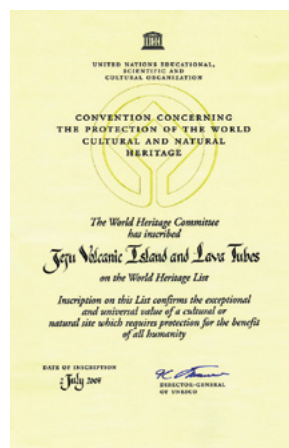 UNITED NATIONS EDUCATIONAL,
SCIENTIFIC AND
CULTURAL ORGANIZATION
CONVENTION CONCERNING
THE PROTECTION OF THE WORLD
CULTURAL AND NATURAL
HERITAGE
The World Heritage Committee
has inscribed
Jeju Volcanic Island and Lava Tubes
on the World Heritage List
Inscription on this List confirms the exceptional
and universal value of a cultural or
natural site which requires protection for the benefit
of all humanity
DATE OF INSCRIPTION
2 July 2007
DIRECTOR-GENERAL
OF UNESCO